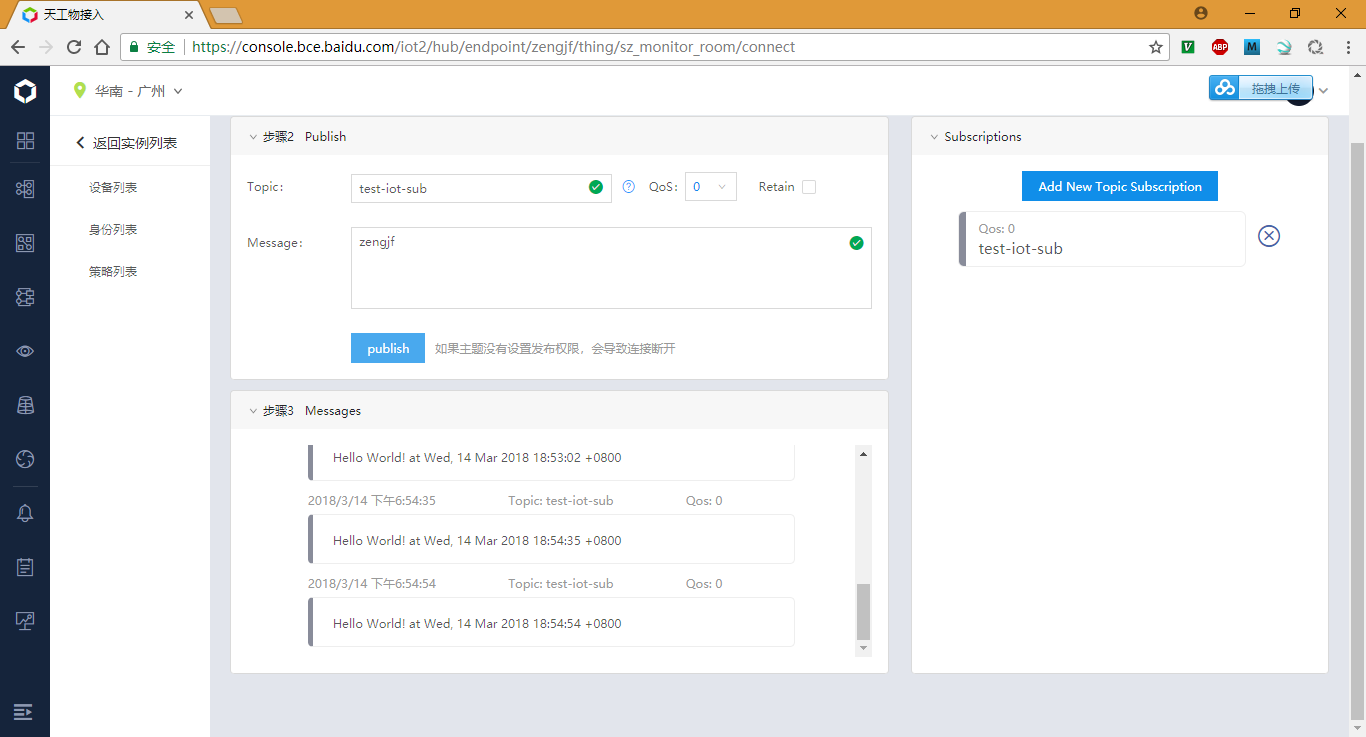 天工物接入
安全
https://console.bce.baidu.com/iot2/hub/endpoint/zengjf/thing/sz_monitor_room/connect
V
ABP
M
华南 - 广州
拖拽上传
返回实例列表
设备列表
身份列表
策略列表
步骤2 Publish
Topic:
test-iot-sub
?
QoS:
0
Retain
Message:
zengjf
publish
如果主题没有设置发布权限，会导致连接断开
步骤3 Messages
Hello World! at Wed, 14 Mar 2018 18:53:02 +0800
2018/3/14 下午6:54:35 Topic: test-iot-sub Qos: 0
Hello World! at Wed, 14 Mar 2018 18:54:35 +0800
2018/3/14 下午6:54:54 Topic: test-iot-sub Qos: 0
Hello World! at Wed, 14 Mar 2018 18:54:54 +0800
Subscriptions
Add New Topic Subscription
Qos: 0
test-iot-sub